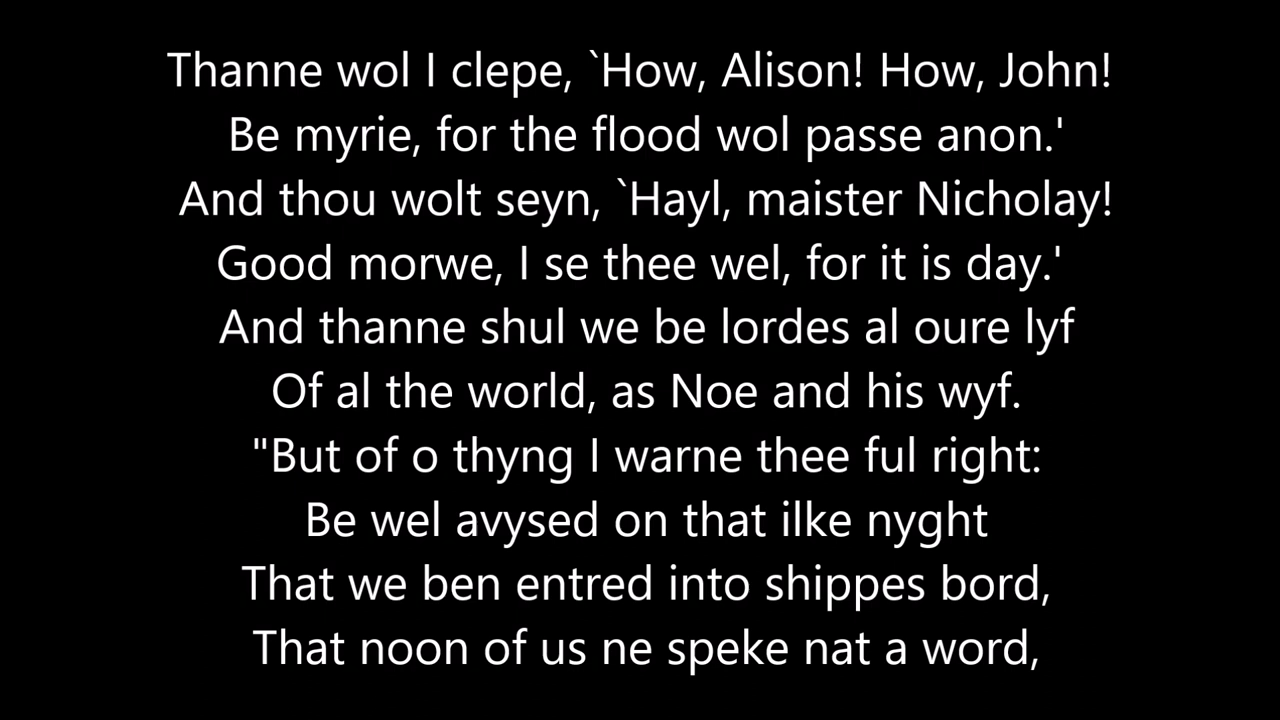 Thanne wol I clepe, `How, Alison! How, John!
Be myrie, for the flood wol passe anon.'
And thou wolt seyn, `Hayl, maister Nicholay!
Good morwe, I se thee wel, for it is day.'
And thanne shul we be lordes al oure lyf
Of al the world, as Noe and his wyf.
"But of o thyng I warne thee ful right:
Be wel avysed on that ilke nyght
That we ben entred into shippes bord,
That noon of us ne speke nat a word,